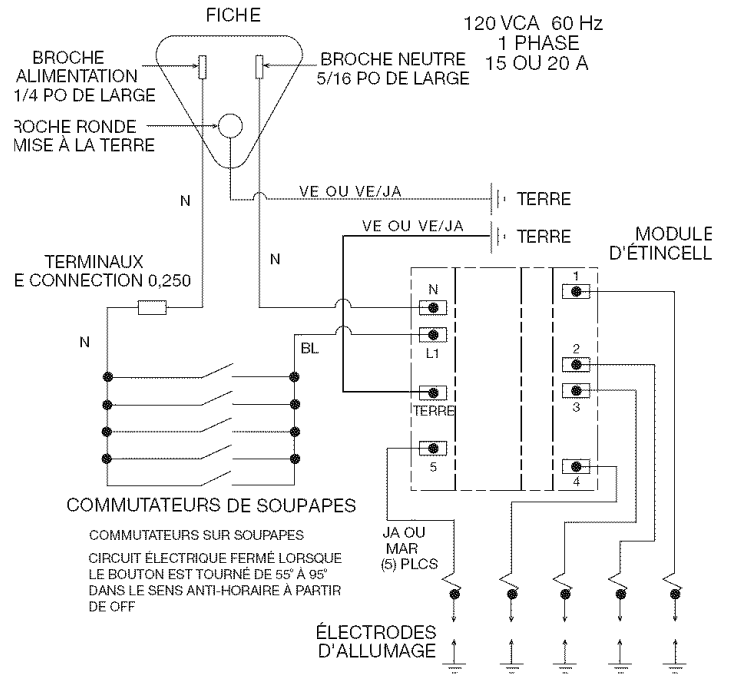 FICHE
120 VCA 60 Hz
1 PHASE
15 OU 20 A
BROCHE
ALIMENTATION
1/4 PO DE LARGE
BROCHE NEUTRE
5/16 PO DE LARGE
ROCHE RONDE
MISE À LA TERRE
N
VE OU VE/JA
TERRE
VE OU VE/JA
TERRE
MODULE
D'ÉTINCELL
TERMINAUX
E CONNECTION 0,250
N
N
BL
N
L1
TERRE
5
1
2
3
4
COMMUTATEURS DE SOUPAPES
COMMUTATEURS SUR SOUPAPES
CIRCUIT ÉLECTRIQUE FERMÉ LORSQUE
LE BOUTON EST TOURNÉ DE 55° À 95°
DANS LE SENS ANTI-HORAIRE À PARTIR
DE OFF
JA OU
MAR
(5) PLCS
ÉLECTRODES
D'ALLUMAGE